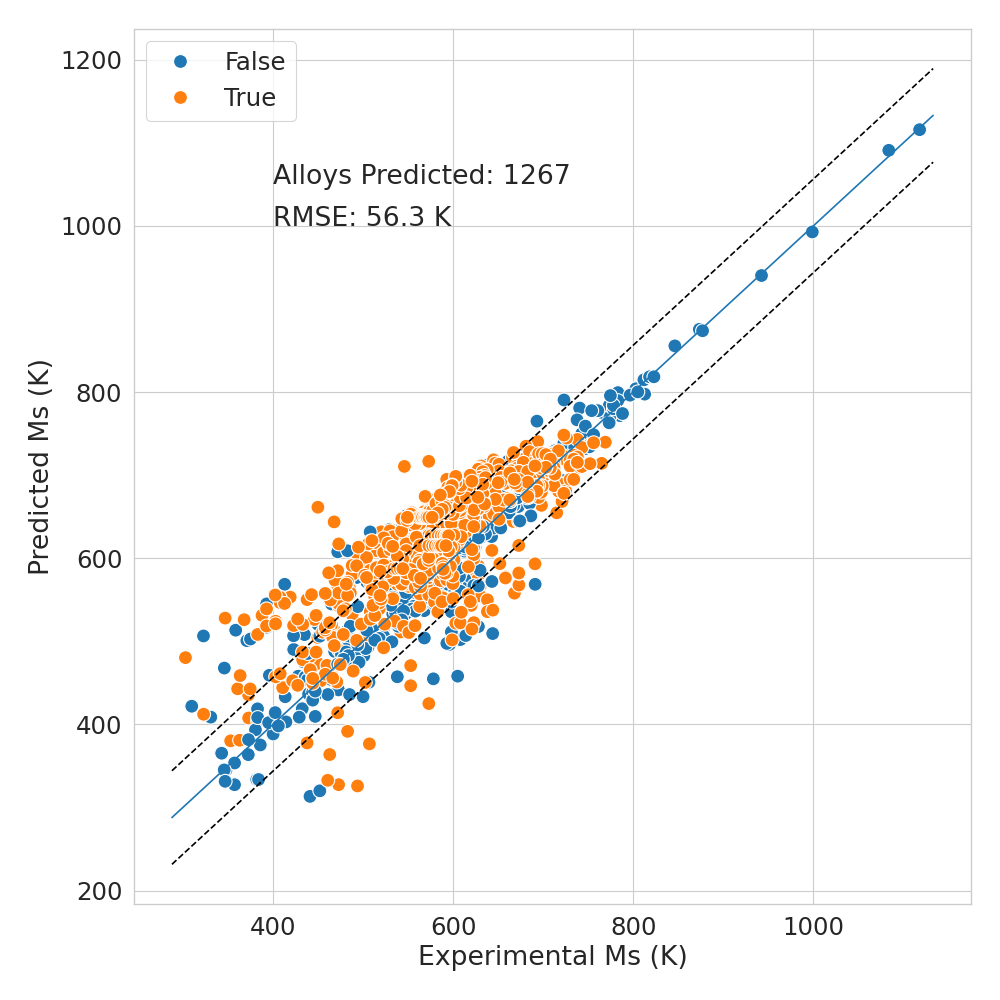 False
True
Alloys Predicted: 1267
RMSE: 56.3 K
1200
1000
800
600
400
200
Predicted Ms (K)
400 600 800 1000
Experimental Ms (K)